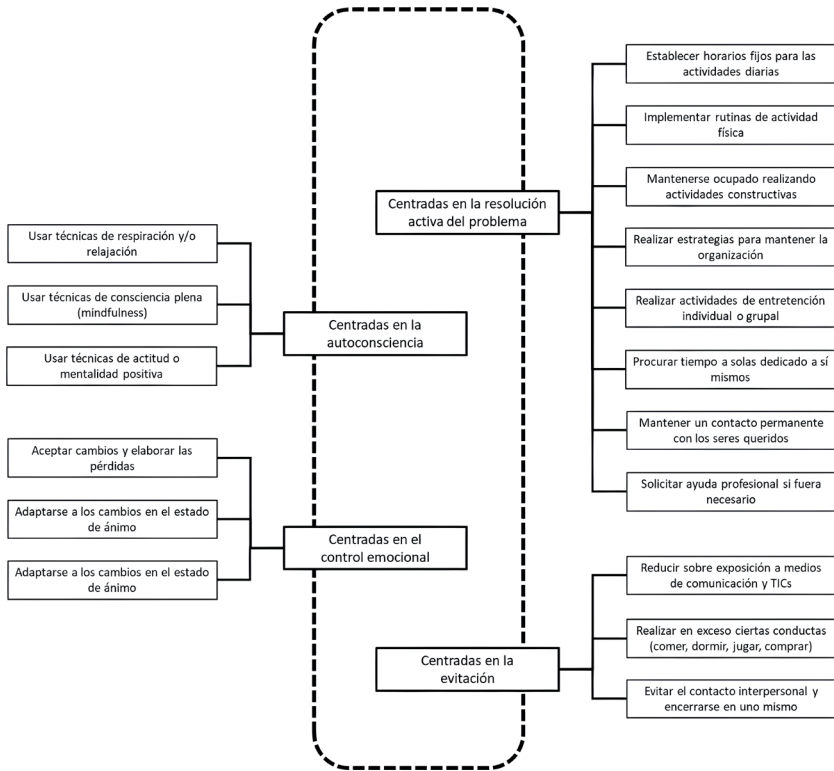 Establecer horarios fijos para las
actividades diarias
Implementar rutinas de actividad
física
Mantenerse ocupado realizando
actividades constructivas
Centradas en la resolución
activa del problema
Realizar estrategias para mantener la
organización
Realizar actividades de entretención
individual o grupal
Procurar tiempo a solas dedicado a sí
mismos
Mantener un contacto permanente
con los seres queridos
Solicitar ayuda profesional si fuera
necesario
Usar técnicas de respiración y/o
relajación
Usar técnicas de consciencia plena
(mindfulness)
Usar técnicas de actitud o
mentalidad positiva
Centradas en la
autoconsciencia
Aceptar cambios y elaborar las
pérdidas
Adaptarse a los cambios en el estado
de ánimo
Adaptarse a los cambios en el estado
de ánimo
Centradas en el
control emocional
Reducir sobre exposición a medios
de comunicación y TICs
Realizar en exceso ciertas conductas
(comer, dormir, jugar, comprar)
Evitar el contacto interpersonal y
encerrarse en uno mismo
Centradas en la
evitación